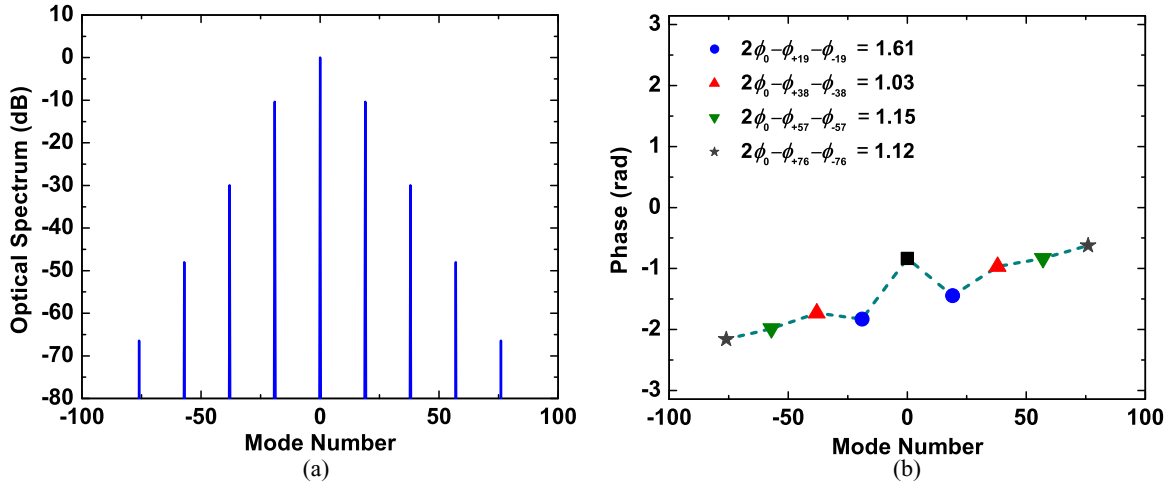 10
0
-10
-20
-30
-40
-50
-60
-70
-80
-100
-50
0
50
100
Optical Spectrum (dB)
Mode Number
(a)
3
2
1
0
-1
-2
-3
-100
-50
0
50
100
Phase (rad)
2ϕ₀−ϕ₊₁₉−ϕ₋₁₉ = 1.61
2ϕ₀−ϕ₊₃₈−ϕ₋₃₈ = 1.03
2ϕ₀−ϕ₊₅₇−ϕ₋₅₇ = 1.15
2ϕ₀−ϕ₊₇₆−ϕ₋₇₆ = 1.12
Mode Number
(b)